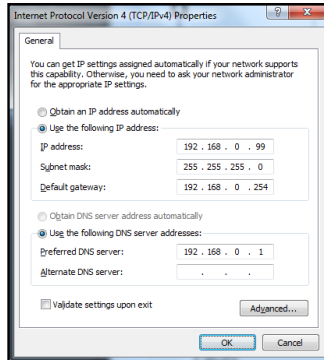 Internet Protocol Version 4 (TCP/IPv4) Properties
General
You can get IP settings assigned automatically if your network supports
this capability. Otherwise, you need to ask your network administrator
for the appropriate IP settings.
Obtain an IP address automatically
Use the following IP address:
IP address: 192 . 168 . 0 . 99
Subnet mask: 255 . 255 . 255 . 0
Default gateway: 192 . 168 . 0 . 254
Obtain DNS server address automatically
Use the following DNS server addresses:
Preferred DNS server: 192 . 168 . 0 . 1
Alternate DNS server: . . .
Validate settings upon exit
Advanced...
OK Cancel